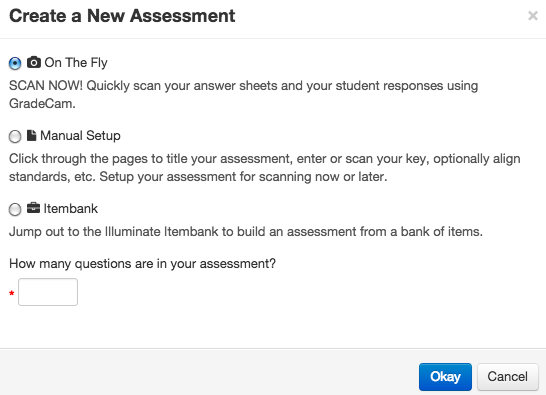 Create a New Assessment ×
On The Fly
SCAN NOW! Quickly scan your answer sheets and your student responses using
GradeCam.
Manual Setup
Click through the pages to title your assessment, enter or scan your key, optionally align
standards, etc. Setup your assessment for scanning now or later.
Itembank
Jump out to the Illuminate Itembank to build an assessment from a bank of items.
How many questions are in your assessment?
*
Okay Cancel